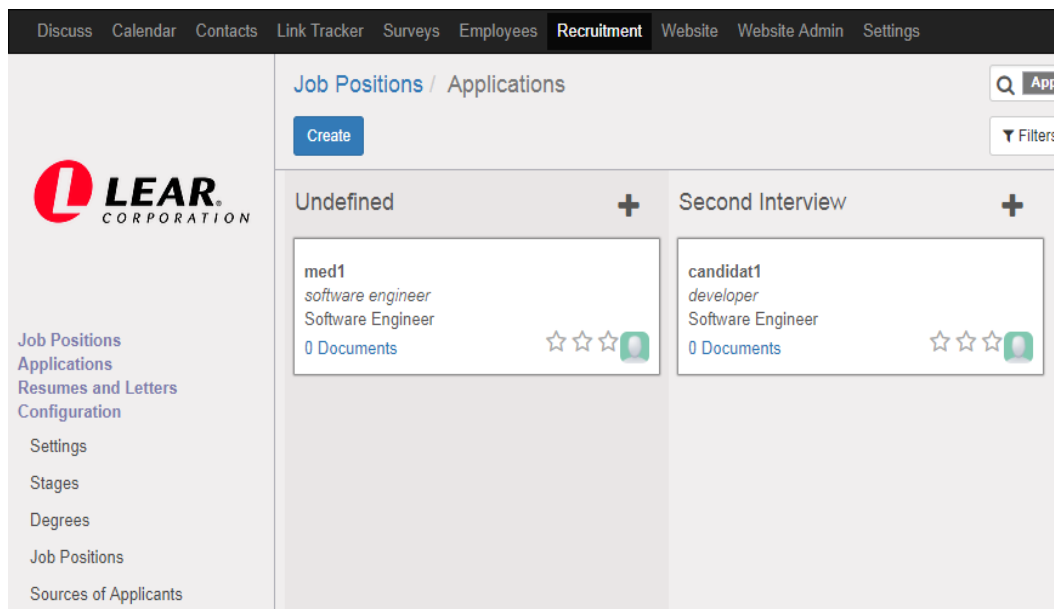 Discuss Calendar Contacts Link Tracker Surveys Employees Recruitment Website Website Admin Settings
Job Positions / Applications
App
Create
Filters
LEAR.
CORPORATION
Undefined
Second Interview
med1
software engineer
Software Engineer
0 Documents
candidat1
developer
Software Engineer
0 Documents
Job Positions
Applications
Resumes and Letters
Configuration
Settings
Stages
Degrees
Job Positions
Sources of Applicants